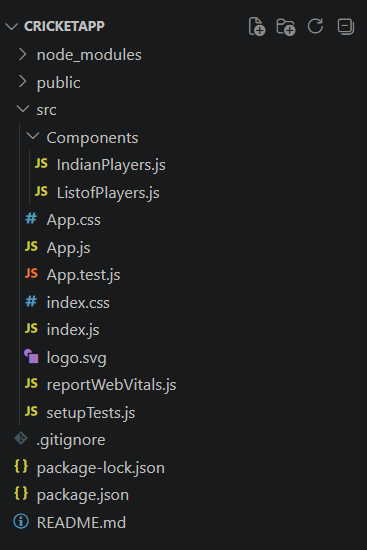 CRICKETAPP
node_modules
public
src
Components
JS IndianPlayers.js
JS ListofPlayers.js
# App.css
JS App.js
JS App.test.js
# index.css
JS index.js
logo.svg
JS reportWebVitals.js
JS setupTests.js
.gitignore
{} package-lock.json
{} package.json
README.md